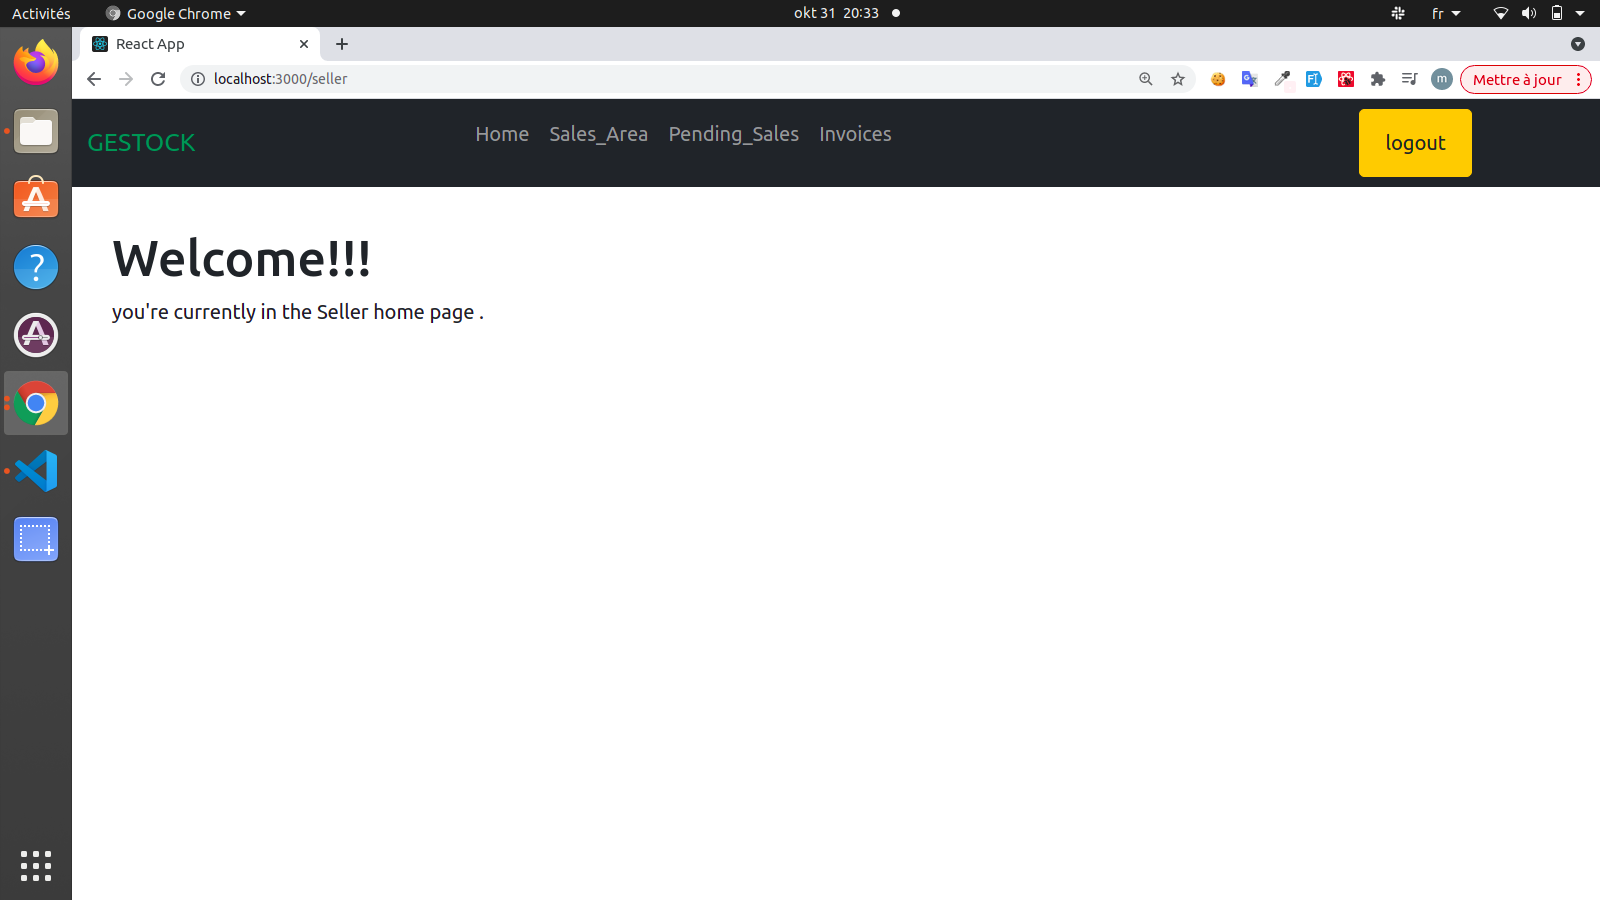 Activités Google Chrome okt 31 20:33 fr
React App
localhost:3000/seller m Mettre à jour
GESTOCK Home Sales_Area Pending_Sales Invoices logout
Welcome!!!
you're currently in the Seller home page .